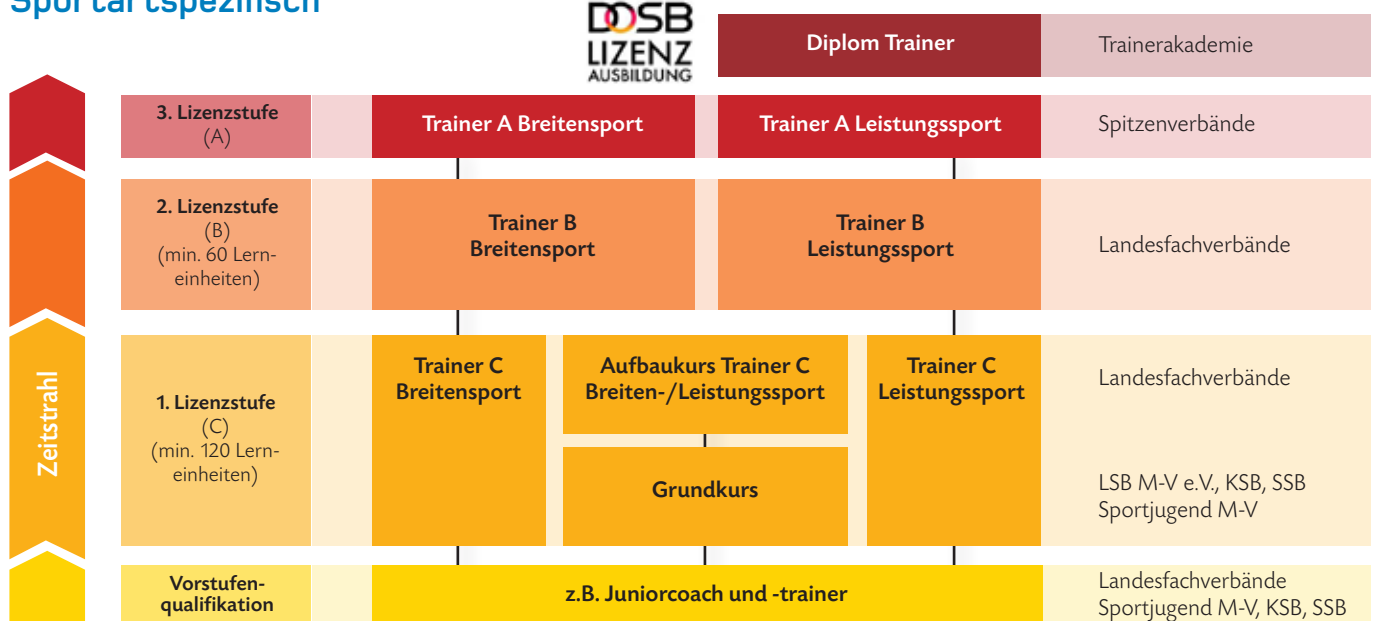 Sportartspezifisch
DOSB
LIZENZ
AUSBILDUNG
Diplom Trainer
Trainerakademie
3. Lizenzstufe
(A)
Trainer A Breitensport
Trainer A Leistungssport
Spitzenverbände
2. Lizenzstufe
(B)
(min. 60 Lern-
einheiten)
Trainer B
Breitensport
Trainer B
Leistungssport
Landesfachverbände
Zeitstrahl
1. Lizenzstufe
(C)
(min. 120 Lern-
einheiten)
Trainer C
Breitensport
Aufbaukurs Trainer C
Breiten-/Leistungssport
Trainer C
Leistungssport
Landesfachverbände
Grundkurs
LSB M-V e.V., KSB, SSB
Sportjugend M-V
Vorstufen-
qualifikation
z.B. Juniorcoach und -trainer
Landesfachverbände
Sportjugend M-V, KSB, SSB